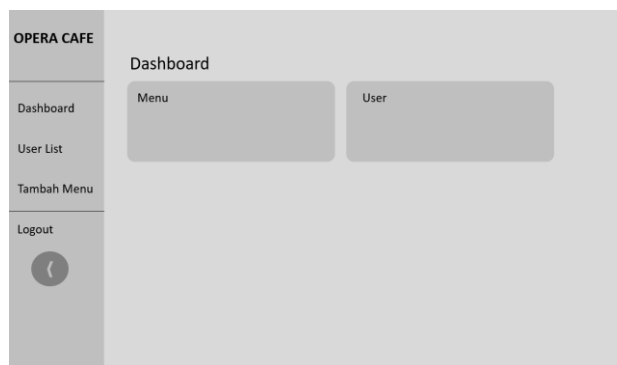 OPERA CAFE
Dashboard
User List
Tambah Menu
Logout
Dashboard
Menu
User